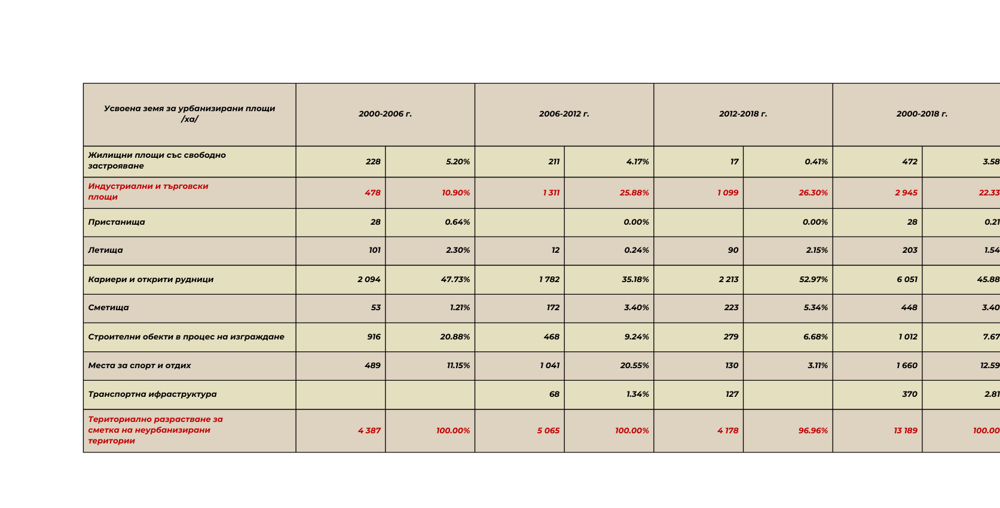 Усвоена земя за урбанизирани площи
/ха/
2000-2006 г. 2006-2012 г. 2012-2018 г. 2000-2018 г.
Жилищни площи със свободно
застрояване
228 5.20% 211 4.17% 17 0.41% 472 3.58
Индустриални и търговски
площи
478 10.90% 1 311 25.88% 1 099 26.30% 2 945 22.33
Пристанища 28 0.64% 0.00% 0.00% 28 0.21
Летища 101 2.30% 12 0.24% 90 2.15% 203 1.54
Кариери и открити рудници 2 094 47.73% 1 782 35.18% 2 213 52.97% 6 051 45.88
Сметища 53 1.21% 172 3.40% 223 5.34% 448 3.40
Строителни обекти в процес на изграждане 916 20.88% 468 9.24% 279 6.68% 1 012 7.67
Места за спорт и отдих 489 11.15% 1 041 20.55% 130 3.11% 1 660 12.59
Транспортна ифраструктура 68 1.34% 127 370 2.81
Териториално разрастване за
сметка на неурбанизирани
територии
4 387 100.00% 5 065 100.00% 4 178 96.96% 13 189 100.00